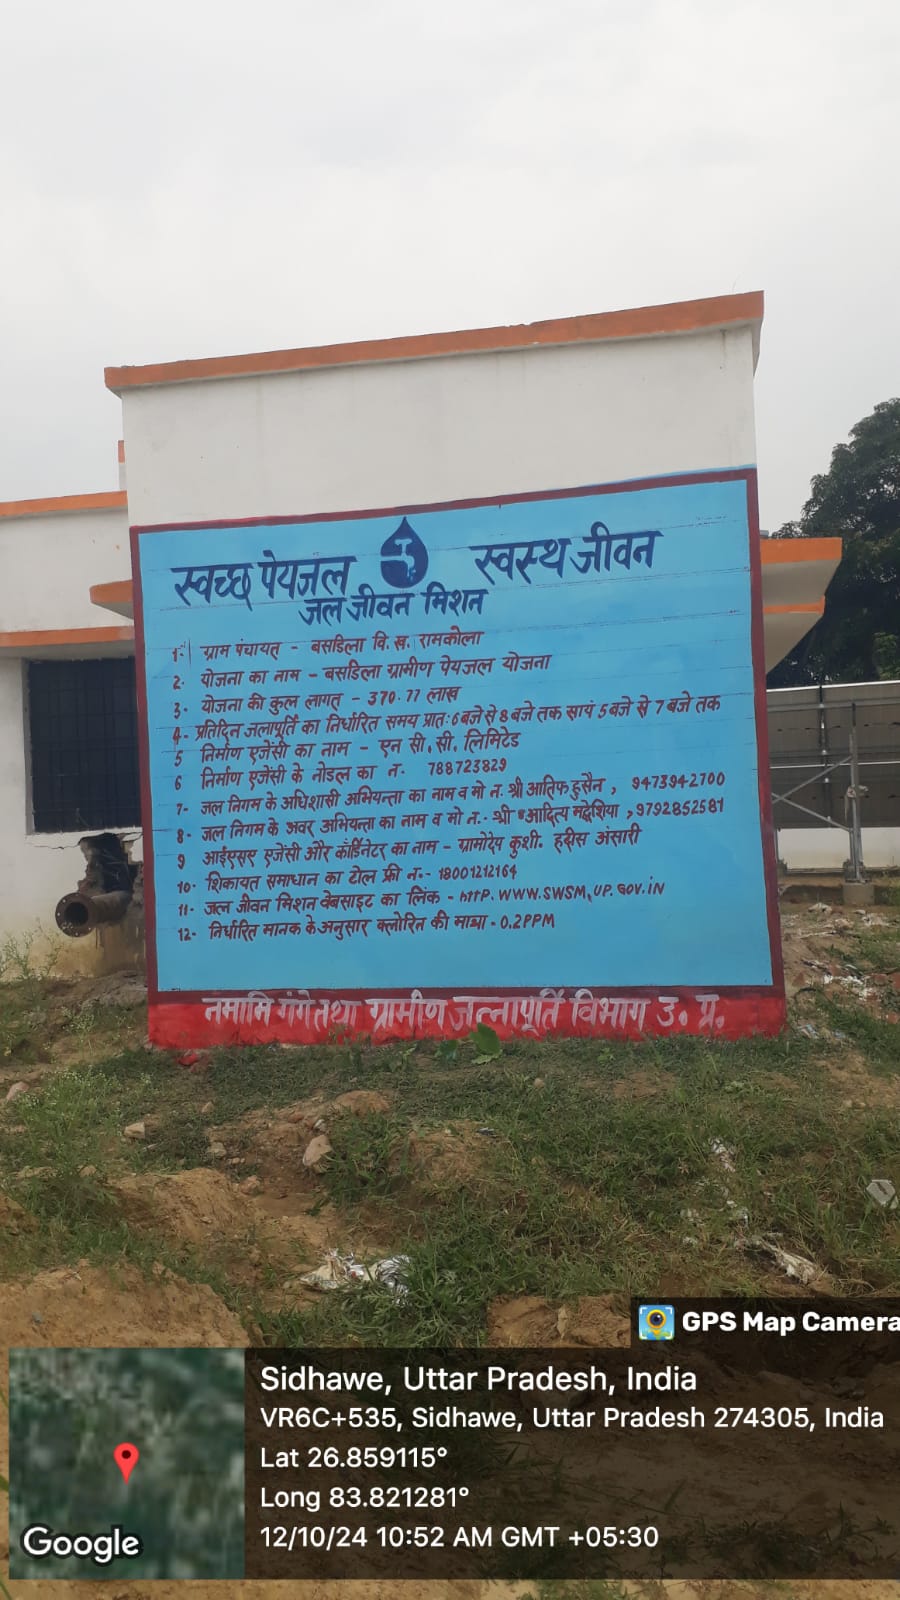 स्वच्छ पेयजल स्वस्थ जीवन
जल जीवन मिशन
1- ग्राम पंचायत - बसडिला वि.ख. रामकोला
2. योजना का नाम - बसडिला ग्रामीण पेयजल योजना
3- योजना की कुल लागत - 370.77 लाख
4- प्रतिदिन जलापूर्ति का निर्धारित समय प्रातः 6 बजे से 8 बजे तक सायं 5 बजे से 7 बजे तक
5 निर्माण एजेंसी का नाम - एन सी. सी. लिमिटेड
6 निर्माण एजेंसी के नोडल का न. 788723829
7- जल निगम के अधिशासी अभियन्ता का नाम व मो न. श्री आतिफ हुसैन, 9473942700
8- जल निगम के अवर अभियन्ता का नाम व मो न.- श्री आदित्य मद्धेशिया, 9792852581
9 आईएसए एजेंसी और कॉर्डिनेटर का नाम - ग्रामोदय कुशी. हदीस अंसारी
10- शिकायत समाधान का टोल फ्री न.- 18001212164
11- जल जीवन मिशन वेबसाइट का लिंक - HTTP.WWW.SWSM,UP.GOV.IN
12- निर्धारित मानक के अनुसार क्लोरिन की मात्रा - 0.2PPM
नमामि गंगे तथा ग्रामीण जलापूर्ति विभाग उ. प्र.
GPS Map Camera
Sidhawe, Uttar Pradesh, India
VR6C+535, Sidhawe, Uttar Pradesh 274305, India
Lat 26.859115°
Long 83.821281°
12/10/24 10:52 AM GMT +05:30
Google